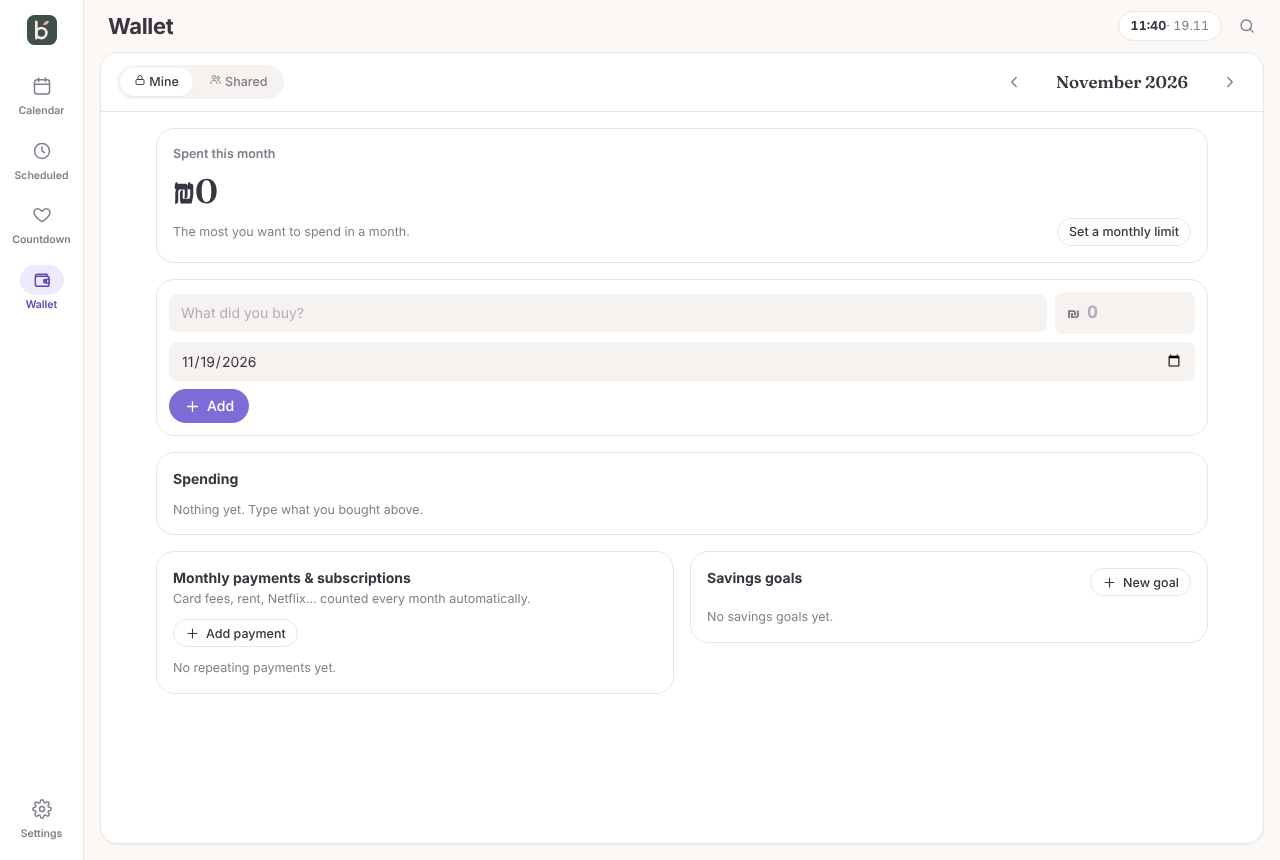 b
Wallet
11:40 · 19.11
Calendar
Scheduled
Countdown
Wallet
Settings
Mine
Shared
November 2026
Spent this month
₪0
The most you want to spend in a month.
Set a monthly limit
What did you buy?
₪ 0
11/19/2026
+ Add
Spending
Nothing yet. Type what you bought above.
Monthly payments & subscriptions
Card fees, rent, Netflix... counted every month automatically.
+ Add payment
No repeating payments yet.
Savings goals
+ New goal
No savings goals yet.